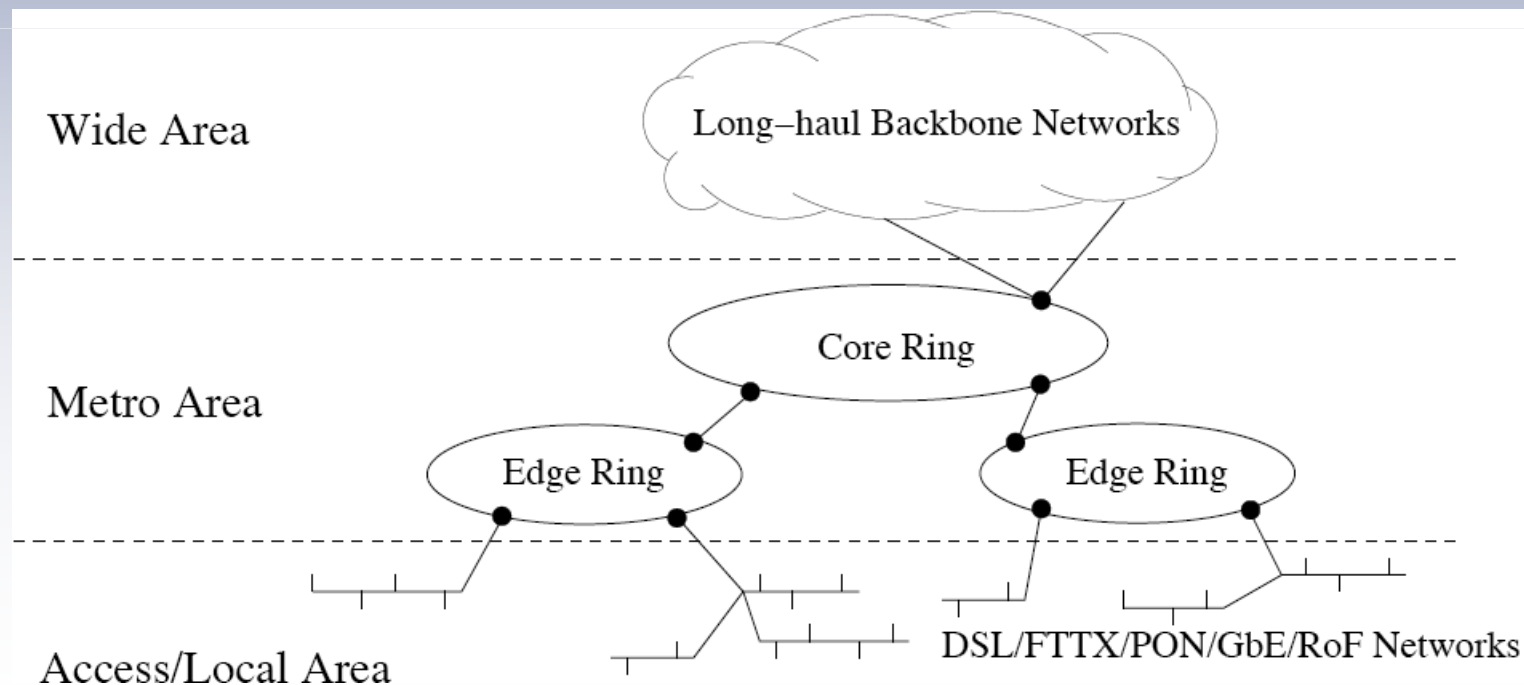 Wide Area
Long–haul Backbone Networks
Core Ring
Metro Area
Edge Ring
Edge Ring
DSL/FTTX/PON/GbE/RoF Networks
Access/Local Area